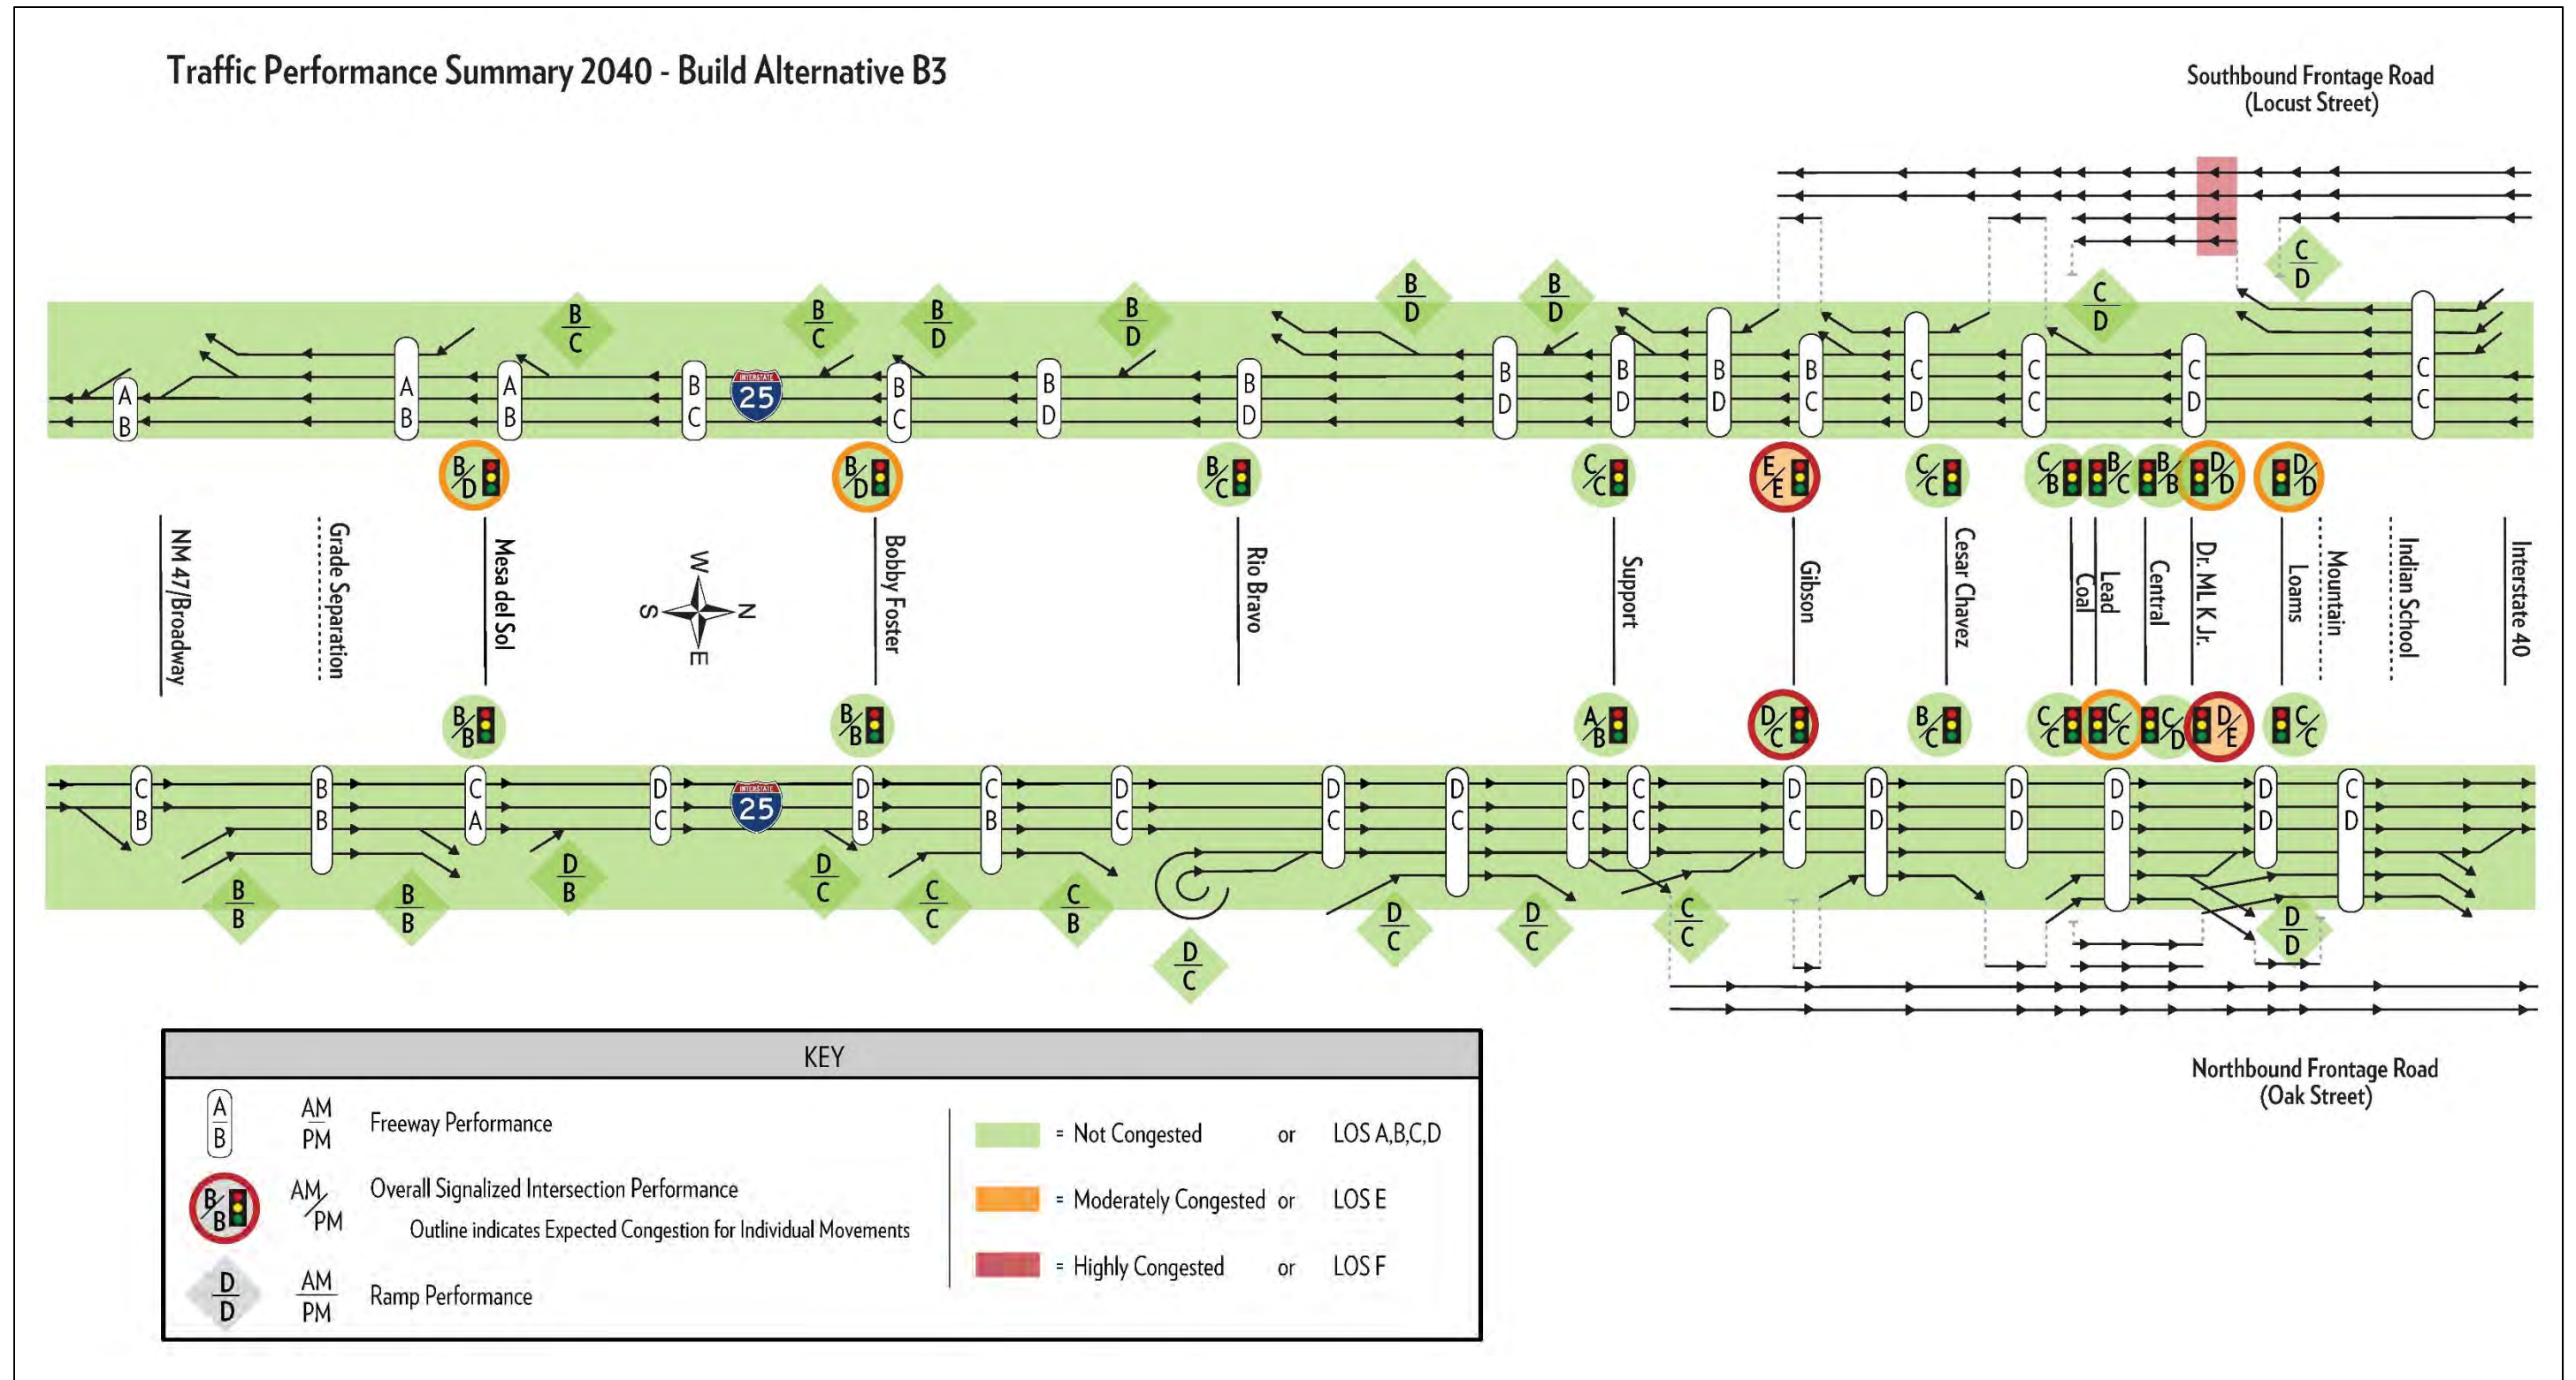 Traffic Performance Summary 2040 - Build Alternative B3
Southbound Frontage Road
(Locust Street)
C
D
B
D
B
D
C
D
B
C
B
C
B
D
B
D
A
B
A
B
A
B
B
C
INTERSTATE
25
B
C
B
D
B
D
B
D
B
D
B
D
B
C
C
D
C
C
C
D
C
C
B/D
B/D
B/C
C/C
E/E
C/C
C/B
B/C
B/B
D/D
D/D
NM 47/Broadway
Grade Separation
Mesa del Sol
W
S
N
E
Bobby Foster
Rio Bravo
Support
Gibson
Cesar Chavez
Coal
Lead
Central
Dr. ML K Jr.
Loams
Mountain
Indian School
Interstate 40
B/B
B/B
A/B
D/C
B/C
C/C
C/C
C/D
D/E
C/C
C
B
B
B
C
A
D
C
INTERSTATE
25
D
B
C
B
D
C
D
C
D
C
D
C
C
C
D
C
D
D
D
D
D
D
D
D
C
D
B
B
B
B
D
B
D
C
C
C
C
B
D
C
D
C
D
C
C
C
D
D
Northbound Frontage Road
(Oak Street)
KEY
A
B
AM
PM
Freeway Performance
B/B
AM/PM
Overall Signalized Intersection Performance
Outline indicates Expected Congestion for Individual Movements
D
D
AM
PM
Ramp Performance
= Not Congested or LOS A,B,C,D
= Moderately Congested or LOS E
= Highly Congested or LOS F